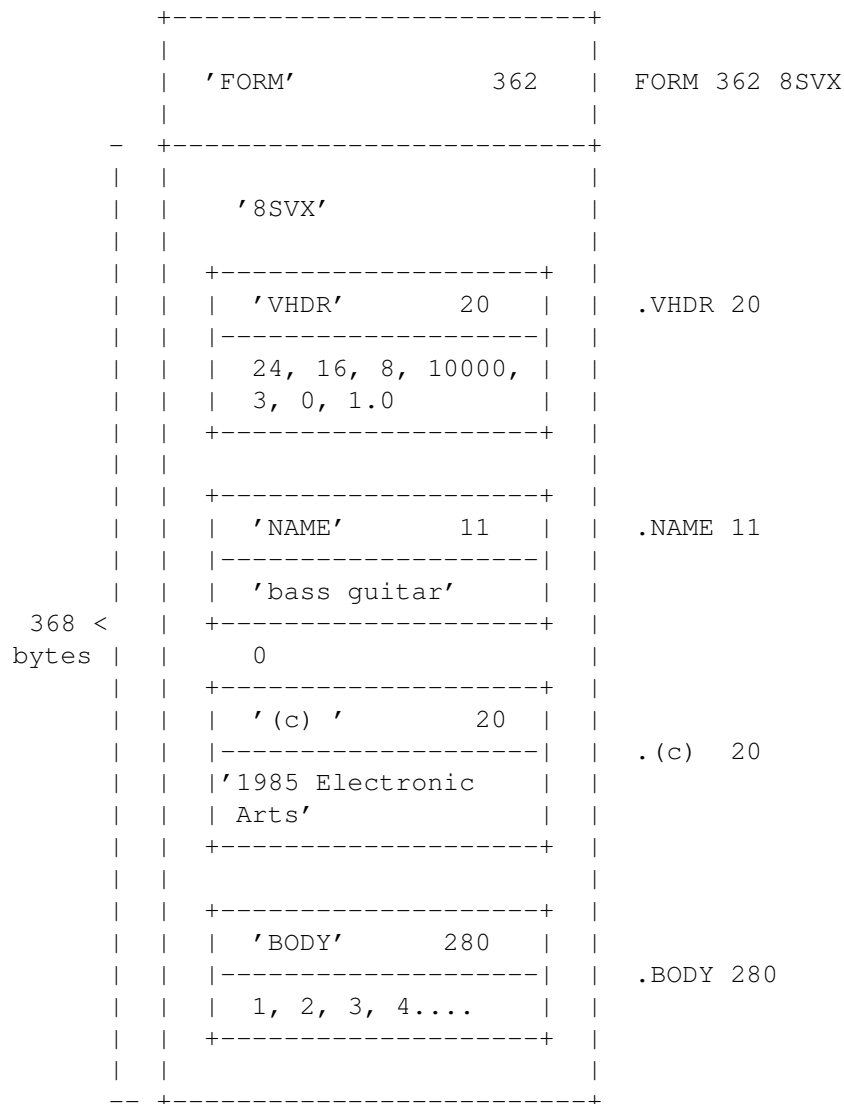 'FORM' 362 FORM 362 8SVX
'8SVX'
'VHDR' 20 .VHDR 20
24, 16, 8, 10000,
3, 0, 1.0
'NAME' 11 .NAME 11
'bass guitar'
368 <
bytes 0
'(c) ' 20
.(c) 20
'1985 Electronic
Arts'
'BODY' 280
.BODY 280
1, 2, 3, 4....